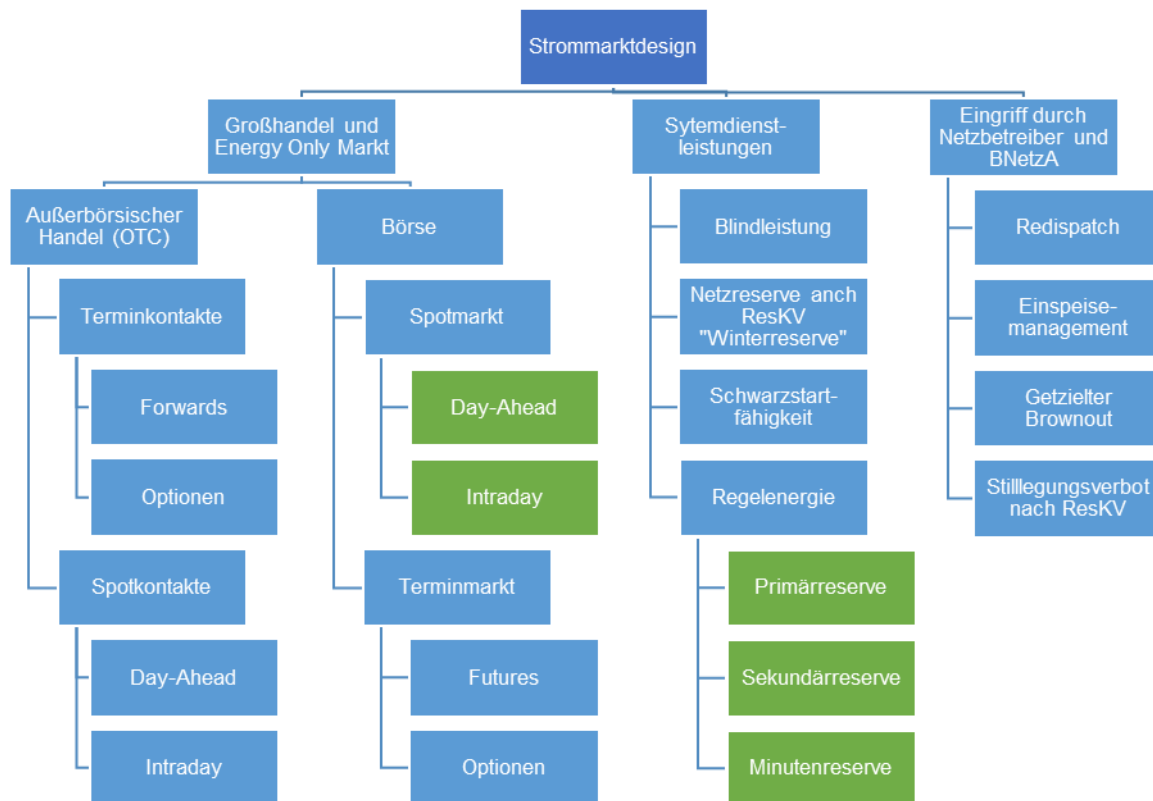 Strommarktdesign
Großhandel und
Energy Only Markt
Außerbörsischer
Handel (OTC)
Terminkontakte
Forwards
Optionen
Spotkontakte
Day-Ahead
Intraday
Börse
Spotmarkt
Day-Ahead
Intraday
Terminmarkt
Futures
Optionen
Sytemdienst-
leistungen
Blindleistung
Netzreserve anch
ResKV
"Winterreserve"
Schwarzstart-
fähigkeit
Regelenergie
Primärreserve
Sekundärreserve
Minutenreserve
Eingriff durch
Netzbetreiber und
BNetzA
Redispatch
Einspeise-
management
Getzielter
Brownout
Stilllegungsverbot
nach ResKV